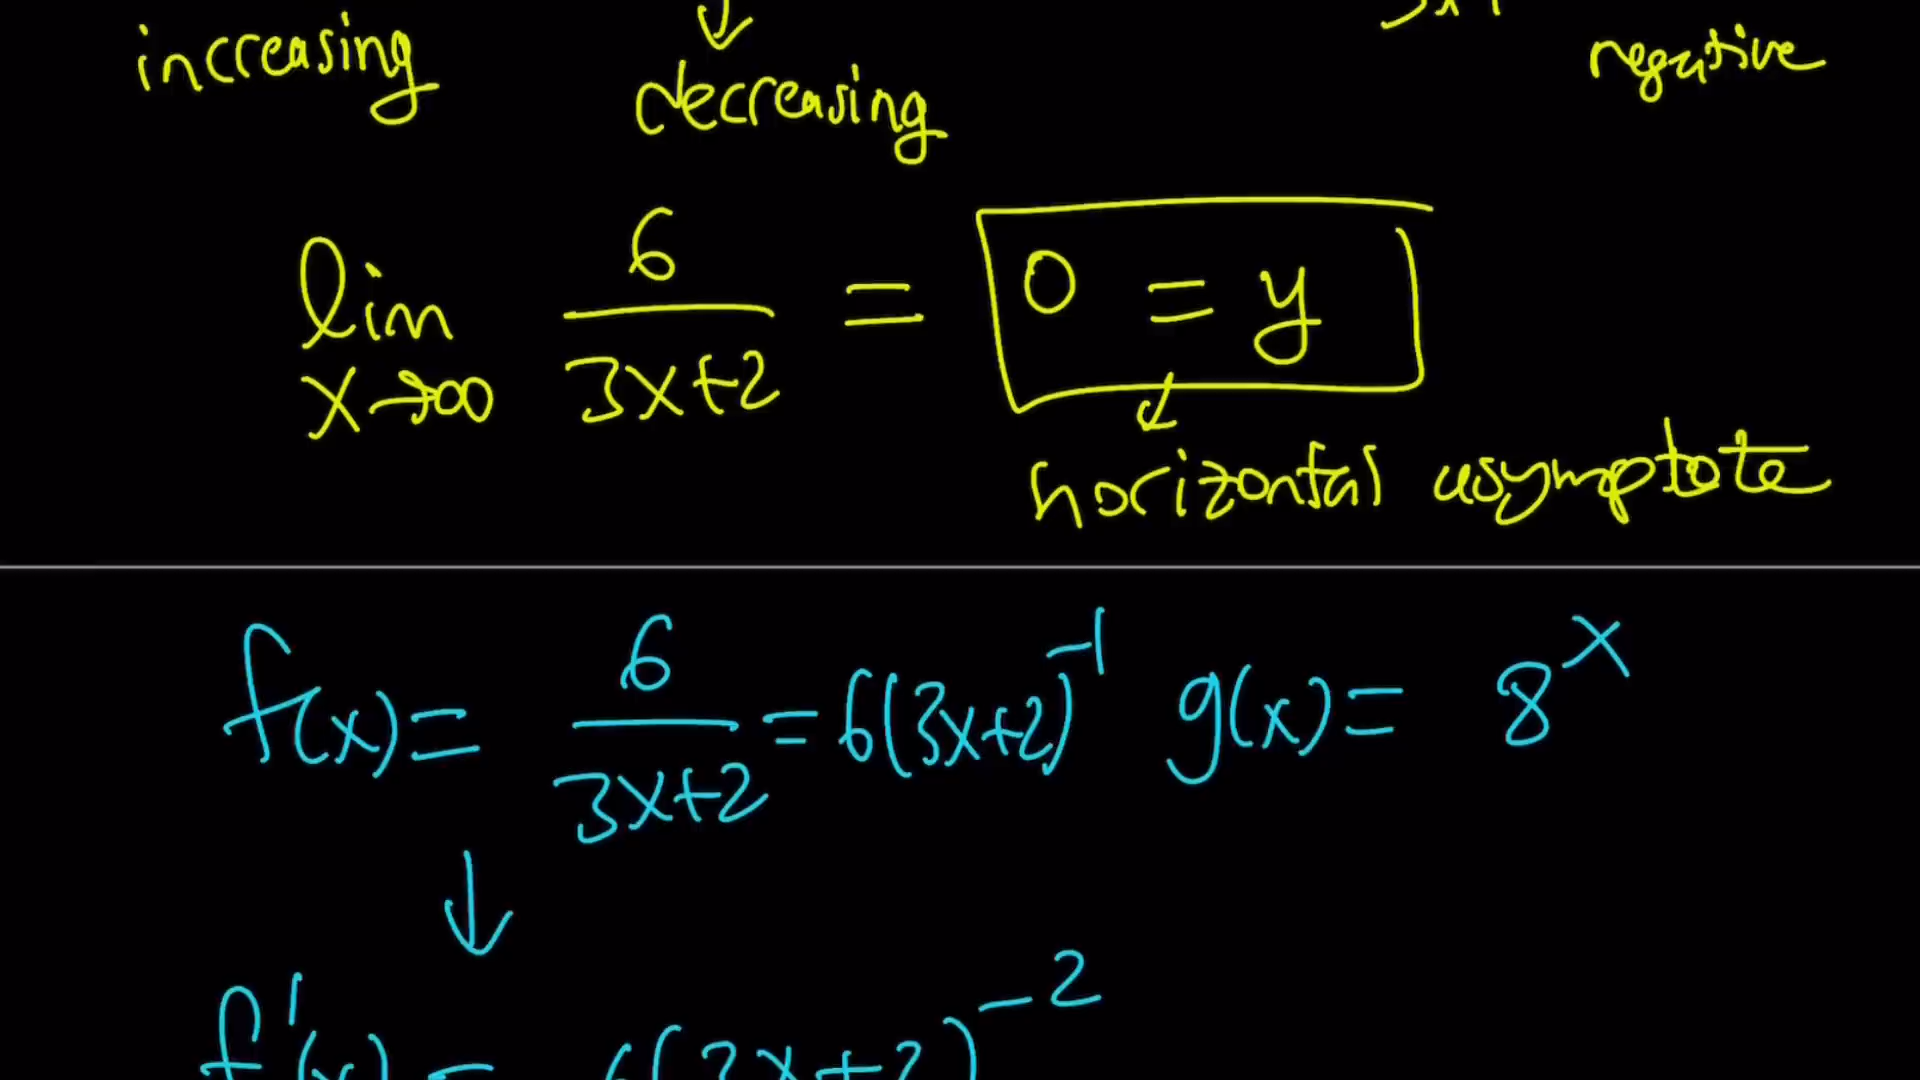 increasing
decreasing
negative
lim x→∞ 6/(3x+2) = 0 = y
horizontal asymptote
f(x) = 6/(3x+2) = 6(3x+2)^-1 g(x) = 8^x
↓